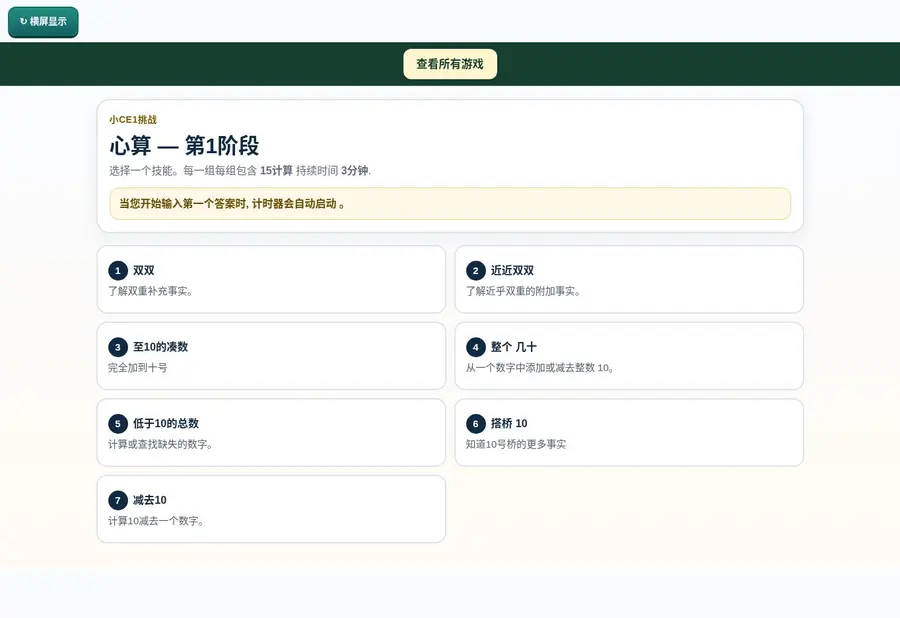 ↻ 横屏显示
查看所有游戏
小CE1挑战
心算 — 第1阶段
选择一个技能。每一组每组包含 15计算 持续时间 3分钟.
当您开始输入第一个答案时, 计时器会自动启动 。
1 双双
了解双重补充事实。
2 近近双双
了解近乎双重的附加事实。
3 至10的凑数
完全加到十号
4 整个 几十
从一个数字中添加或减去整数 10。
5 低于10的总数
计算或查找缺失的数字。
6 搭桥 10
知道10号桥的更多事实
7 减去10
计算10减去一个数字。